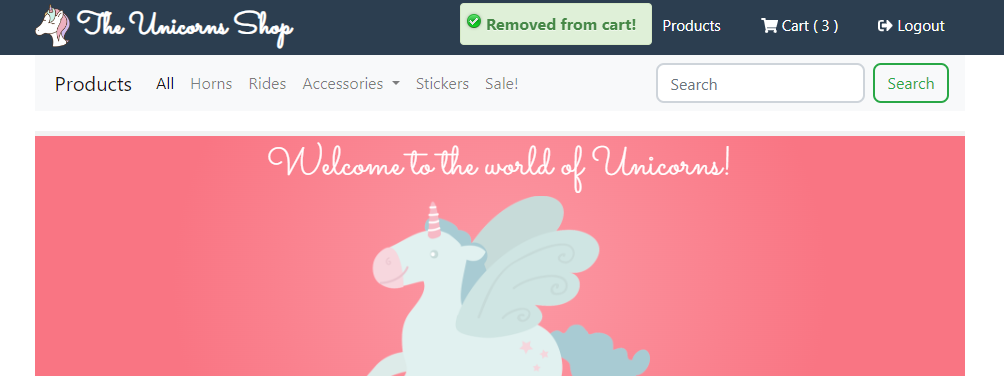 The Unicorns Shop
Removed from cart!
Products
Cart ( 3 )
Logout
Products All Horns Rides Accessories Stickers Sale!
Search
Search
Welcome to the world of Unicorns!